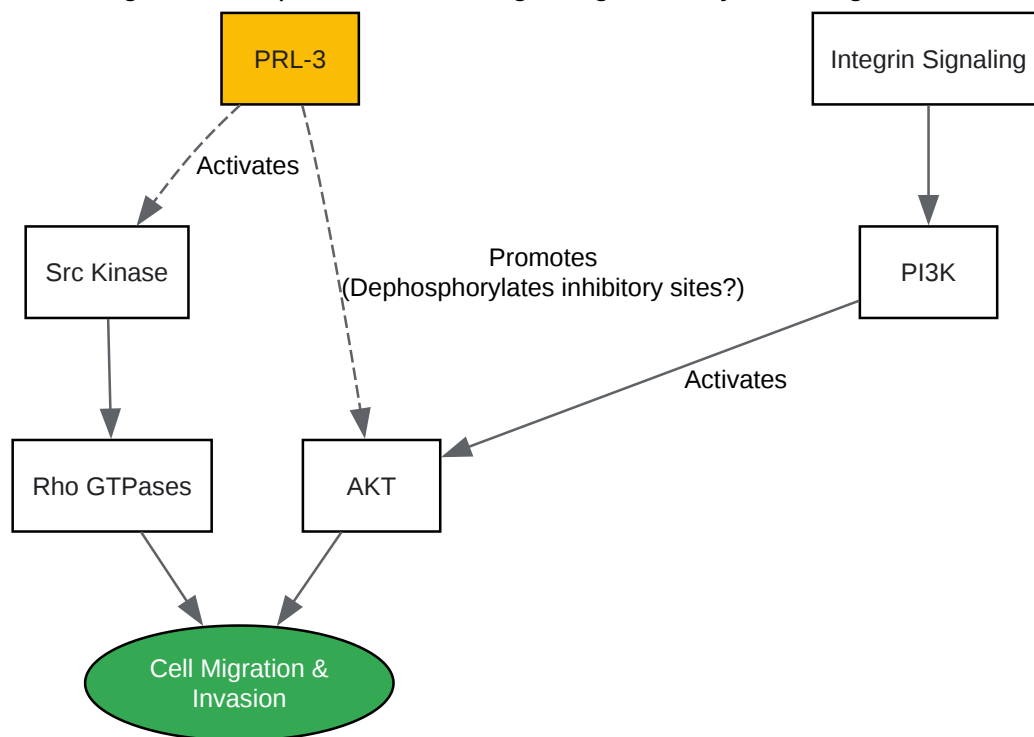 PRL-3
Integrin Signaling
Activates
Src Kinase
Promotes
(Dephosphorylates inhibitory sites?)
PI3K
Activates
Rho GTPases
AKT
Cell Migration &
Invasion